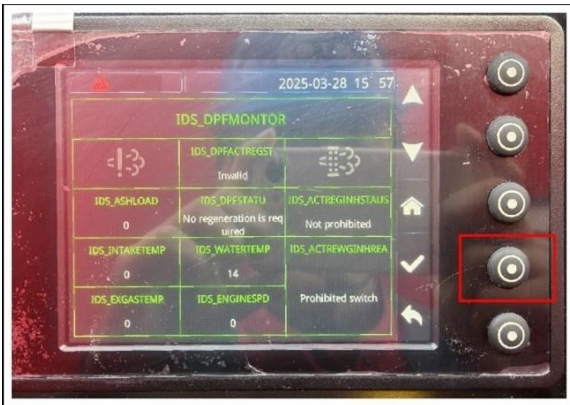 2025-03-28 15 57
IDS_DPFMONTOR
IDS_DPFACTREGST
Invalid
IDS_ASHLOAD
0
IDS_DPFSTATU
No regeneration is req
uired
IDS_ACTREGINHSTAUS
Not prohibited
IDS_INTAKETEMP
0
IDS_WATERTEMP
14
IDS_ACTREWGINHREA
Prohibited switch
IDS_EXGASTEMP
0
IDS_ENGINESPD
0